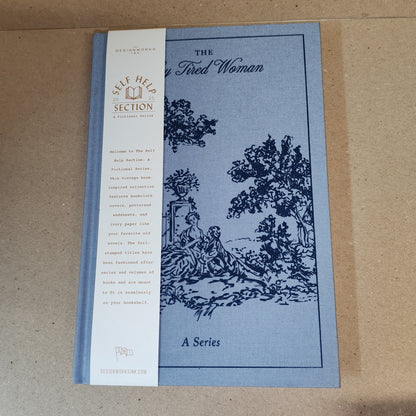 DESIGNWORKS
INK
SELF HELP
SECTION
A Fictional Series
Welcome to The Self
Help Section: A
Fictional Series.
This vintage book-
inspired collection
features bookcloth
covers, patterned
endsheets, and
ivory paper like
your favorite old
novels. The foil-
stamped titles have
been fashioned after
series and volumes of
books and are meant
to fit in seamlessly
on your bookshelf.
DESIGNWORKSINK.COM
THE
y Tired Woman
A Series